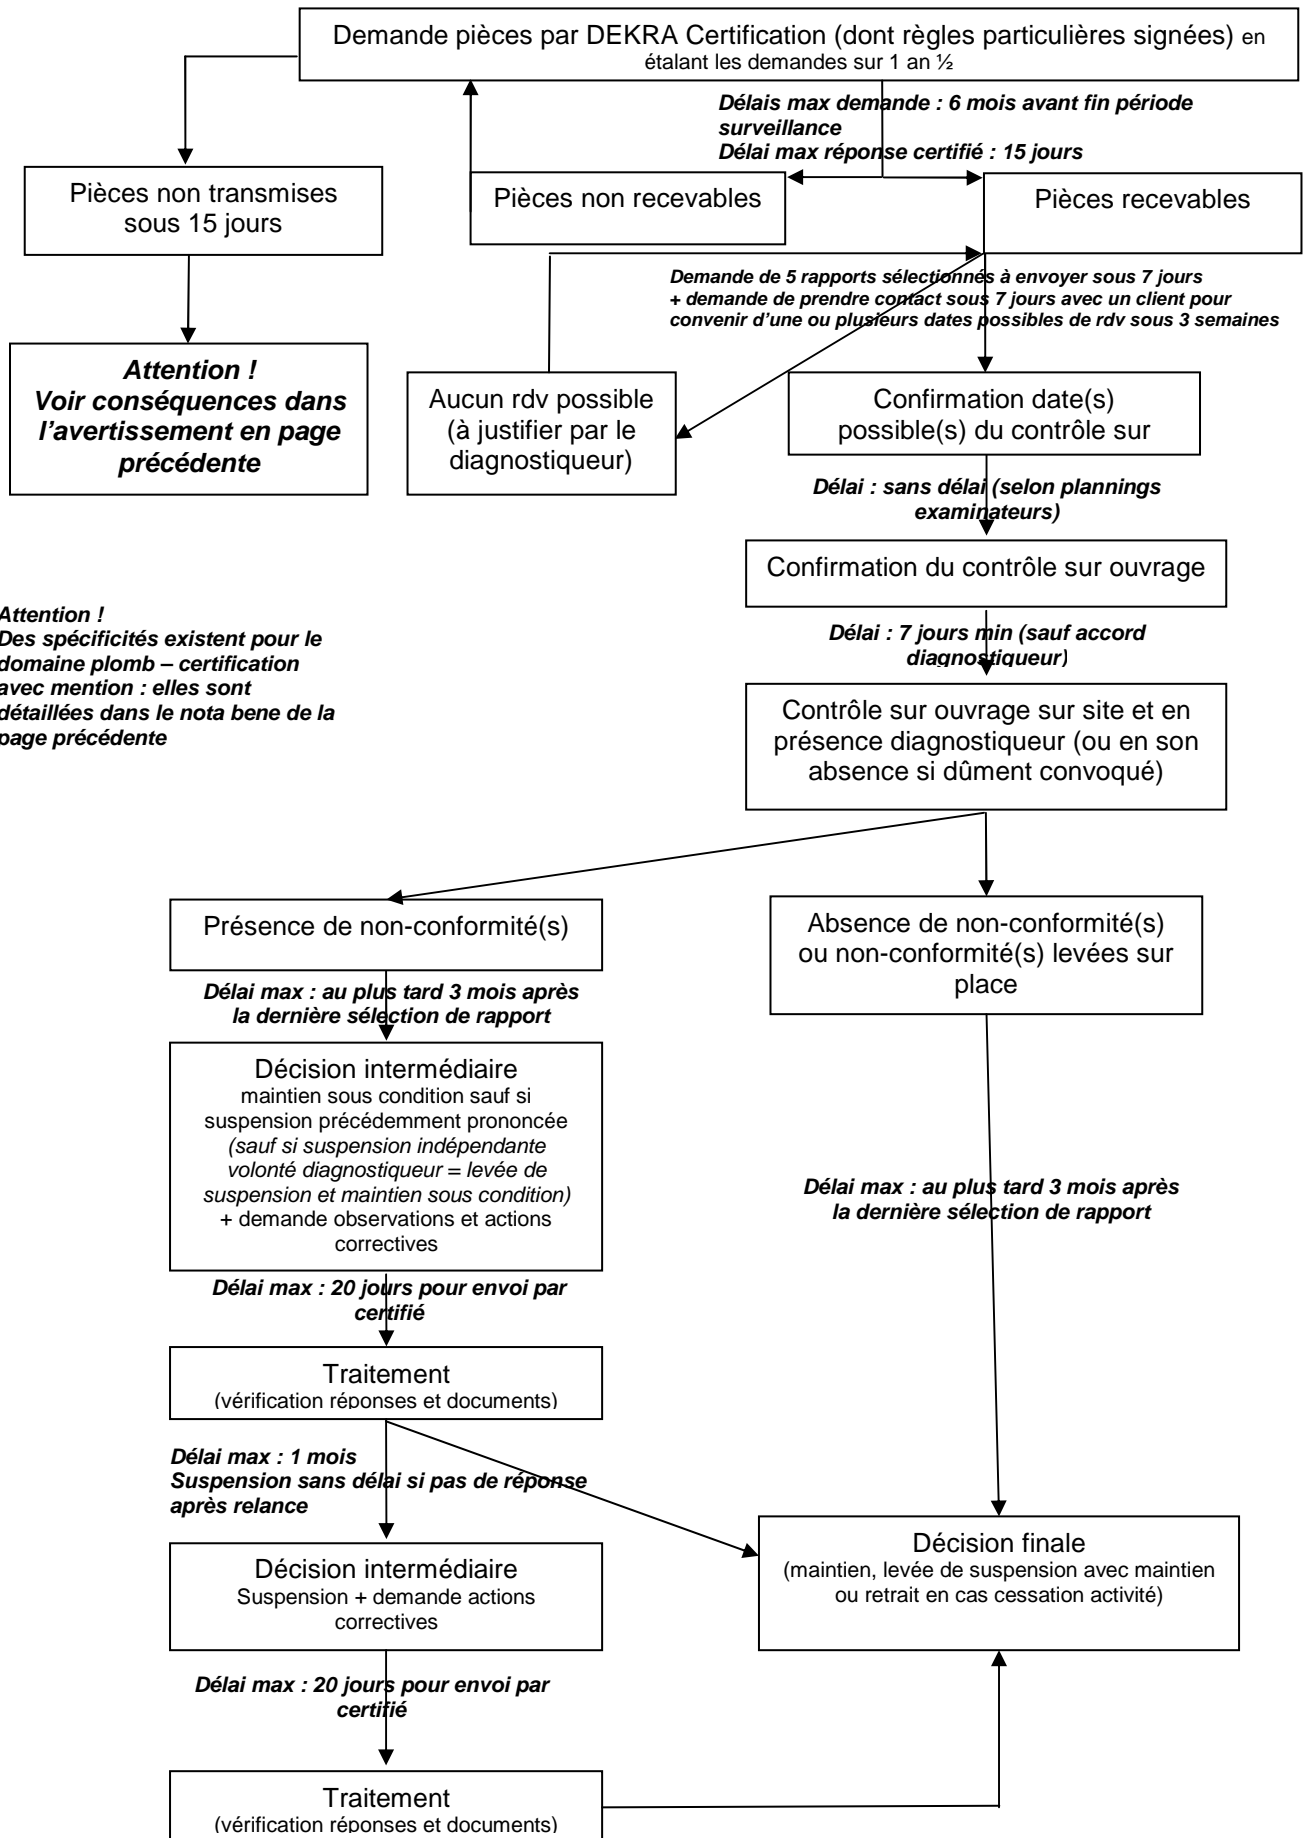 Demande pièces par DEKRA Certification (dont règles particulières signées) en
étalant les demandes sur 1 an ½
Délais max demande : 6 mois avant fin période
surveillance
Délai max réponse certifié : 15 jours
Pièces non transmises
sous 15 jours
Pièces non recevables
Pièces recevables
Demande de 5 rapports sélectionnés à envoyer sous 7 jours
+ demande de prendre contact sous 7 jours avec un client pour
convenir d’une ou plusieurs dates possibles de rdv sous 3 semaines
Attention !
Voir conséquences dans
l’avertissement en page
précédente
Aucun rdv possible
(à justifier par le
diagnostiqueur)
Confirmation date(s)
possible(s) du contrôle sur
Délai : sans délai (selon plannings
examinateurs)
Confirmation du contrôle sur ouvrage
Attention !
Des spécificités existent pour le
domaine plomb – certification
avec mention : elles sont
détaillées dans le nota bene de la
page précédente
Délai : 7 jours min (sauf accord
diagnostiqueur)
Contrôle sur ouvrage sur site et en
présence diagnostiqueur (ou en son
absence si dûment convoqué)
Présence de non-conformité(s)
Absence de non-conformité(s)
ou non-conformité(s) levées sur
place
Délai max : au plus tard 3 mois après
la dernière sélection de rapport
Décision intermédiaire
maintien sous condition sauf si
suspension précédemment prononcée
(sauf si suspension indépendante
volonté diagnostiqueur = levée de
suspension et maintien sous condition)
+ demande observations et actions
correctives
Délai max : au plus tard 3 mois après
la dernière sélection de rapport
Délai max : 20 jours pour envoi par
certifié
Traitement
(vérification réponses et documents)
Délai max : 1 mois
Suspension sans délai si pas de réponse
après relance
Décision intermédiaire
Suspension + demande actions
correctives
Décision finale
(maintien, levée de suspension avec maintien
ou retrait en cas cessation activité)
Délai max : 20 jours pour envoi par
certifié
Traitement
(vérification réponses et documents)